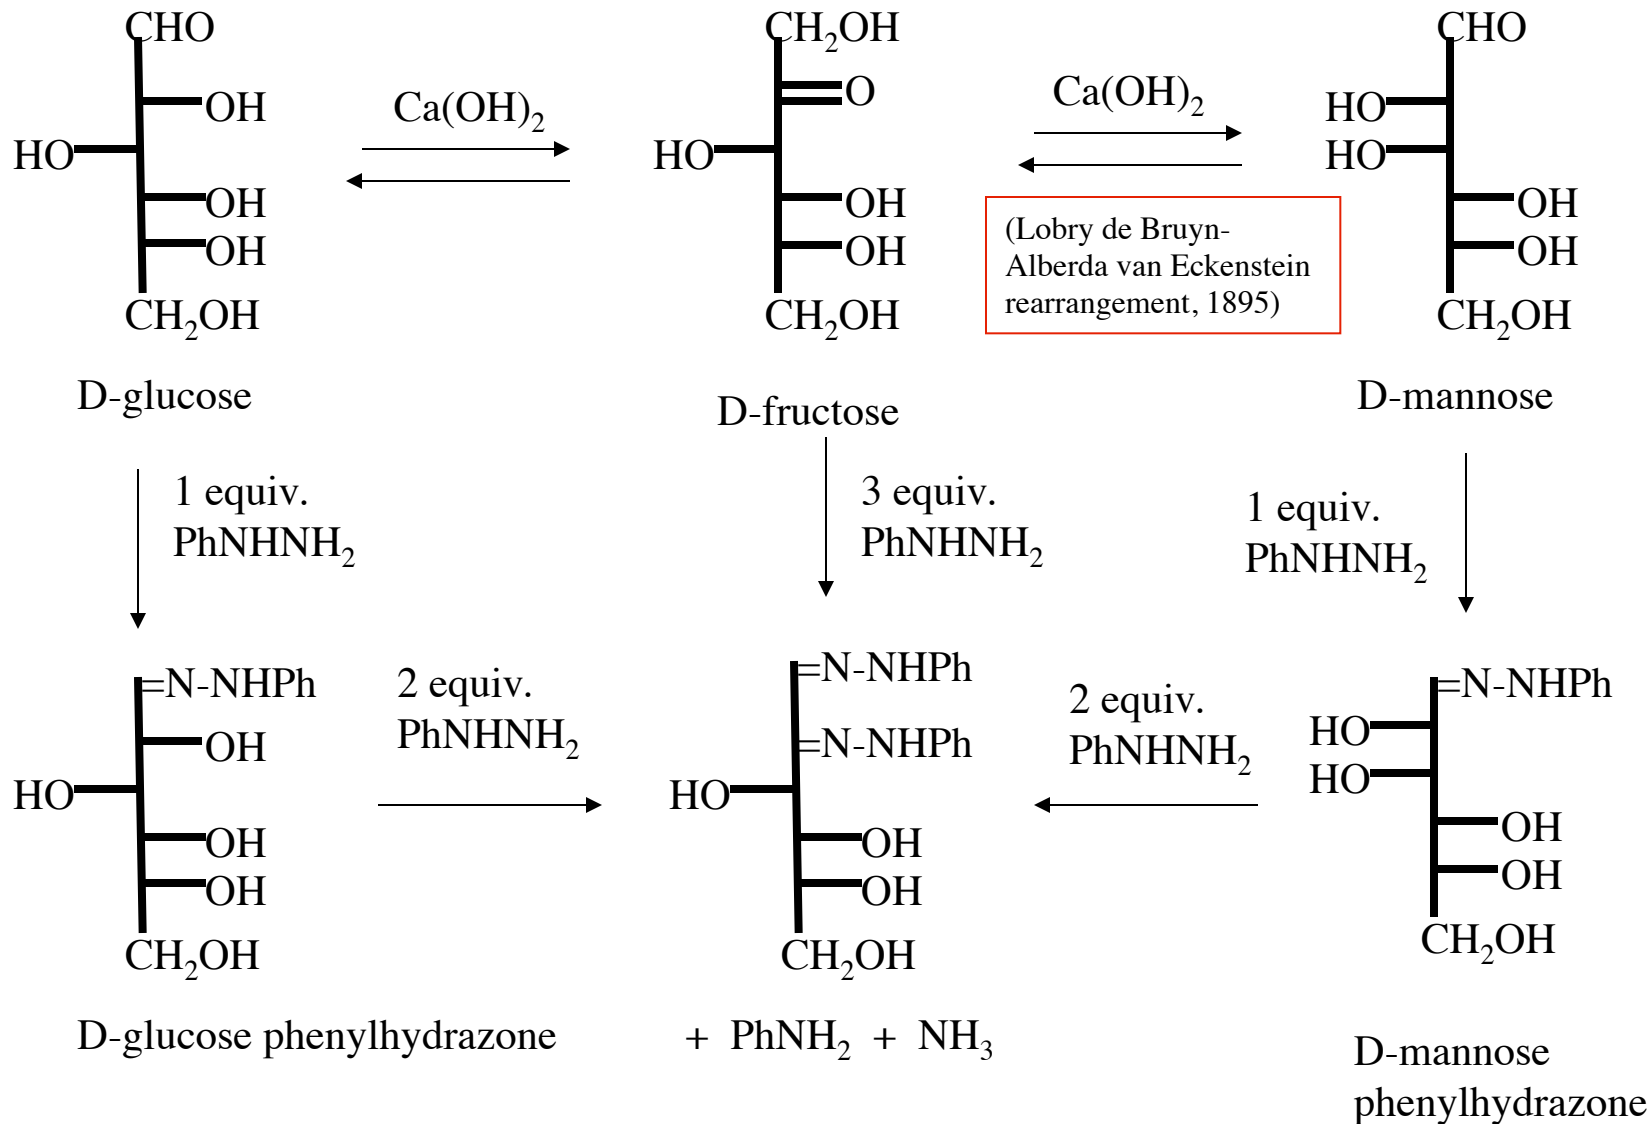 CHO
OH
HO
OH
OH
CH2OH
D-glucose
Ca(OH)2
CH2OH
O
HO
OH
OH
CH2OH
D-fructose
Ca(OH)2
(Lobry de Bruyn-
Alberda van Eckenstein
rearrangement, 1895)
CHO
HO
HO
OH
OH
CH2OH
D-mannose
1 equiv.
PhNHNH2
3 equiv.
PhNHNH2
1 equiv.
PhNHNH2
=N-NHPh
OH
HO
OH
OH
CH2OH
D-glucose phenylhydrazone
2 equiv.
PhNHNH2
=N-NHPh
=N-NHPh
HO
OH
OH
CH2OH
+ PhNH2 + NH3
2 equiv.
PhNHNH2
=N-NHPh
HO
HO
OH
OH
CH2OH
D-mannose
phenylhydrazone